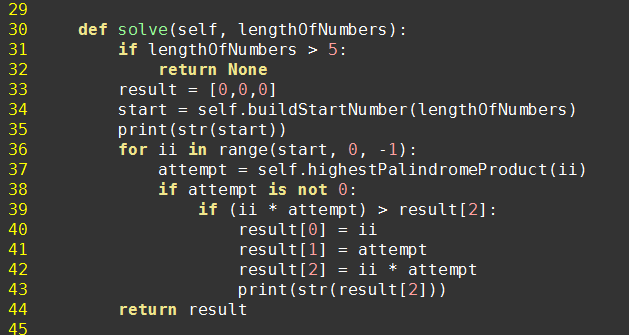 29
30     def solve(self, lengthOfNumbers):
31         if lengthOfNumbers > 5:
32             return None
33         result = [0,0,0]
34         start = self.buildStartNumber(lengthOfNumbers)
35         print(str(start))
36         for ii in range(start, 0, -1):
37             attempt = self.highestPalindromeProduct(ii)
38             if attempt is not 0:
39                 if (ii * attempt) > result[2]:
40                     result[0] = ii
41                     result[1] = attempt
42                     result[2] = ii * attempt
43                     print(str(result[2]))
44         return result
45